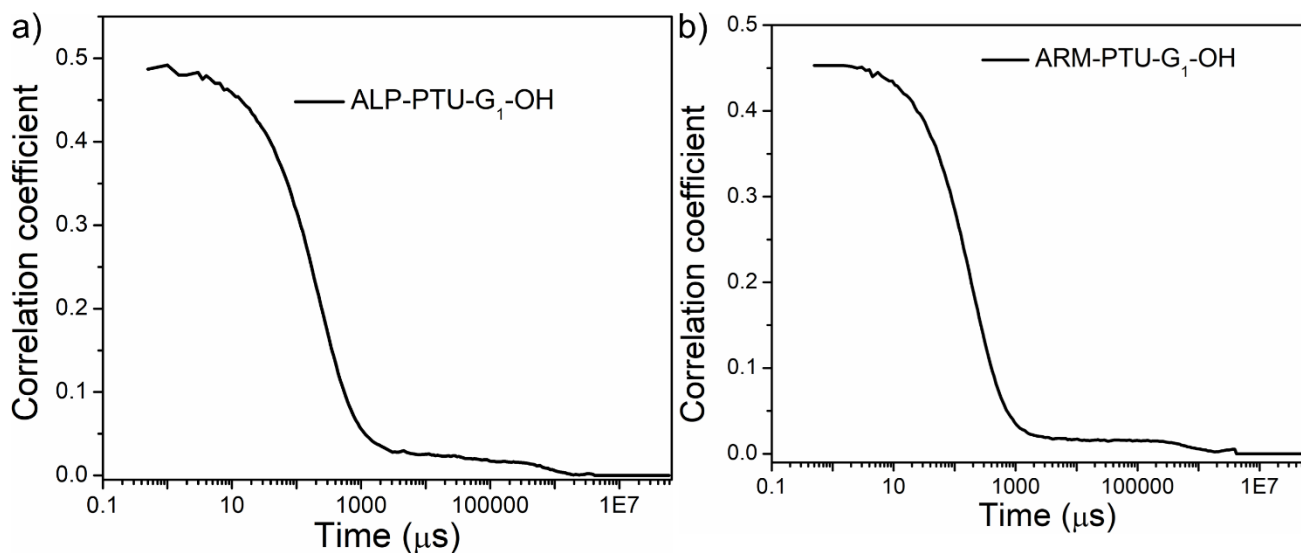 a)
ALP-PTU-G₁-OH
Correlation coefficient
0.5
0.4
0.3
0.2
0.1
0.0
0.1
10
1000
100000
1E7
Time (μs)
b)
ARM-PTU-G₁-OH
Correlation coefficient
0.5
0.4
0.3
0.2
0.1
0.0
0.1
10
1000
100000
1E7
Time (μs)